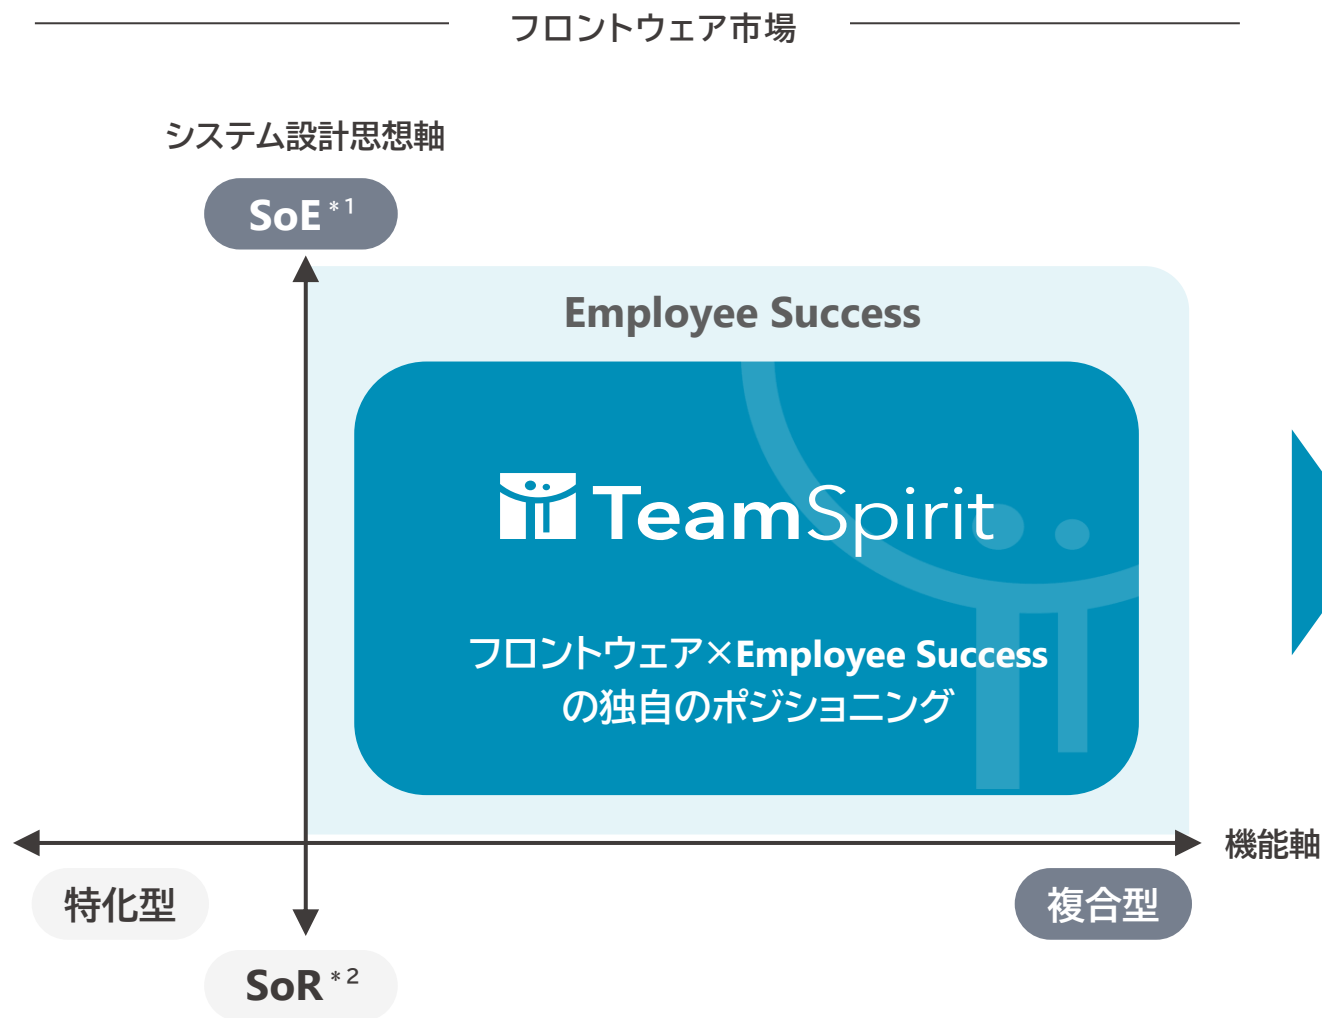 フロントウェア市場
システム設計思想軸
SoE*1
Employee Success
TeamSpirit
フロントウェア×Employee Success
の独自のポジショニング
機能軸
特化型
複合型
SoR*2